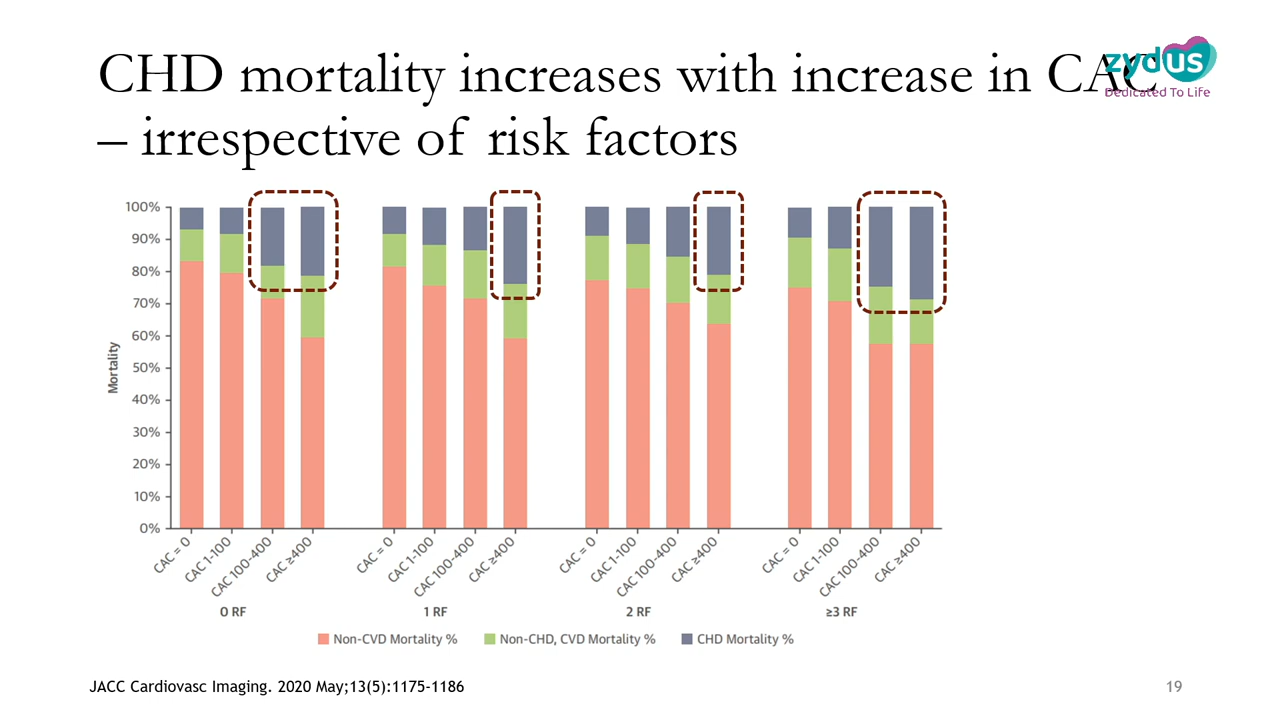 CHD mortality increases with increase in CAC
– irrespective of risk factors
zydus
Dedicated To Life
100%
90%
80%
70%
60%
50%
40%
30%
20%
10%
0%
Mortality
CAC = 0
CAC 1-100
CAC 100-400
CAC ≥400
CAC = 0
CAC 1-100
CAC 100-400
CAC ≥400
CAC = 0
CAC 1-100
CAC 100-400
CAC ≥400
CAC = 0
CAC 1-100
CAC 100-400
CAC ≥400
0 RF
1 RF
2 RF
≥3 RF
Non-CVD Mortality %
Non-CHD, CVD Mortality %
CHD Mortality %
JACC Cardiovasc Imaging. 2020 May;13(5):1175-1186
19